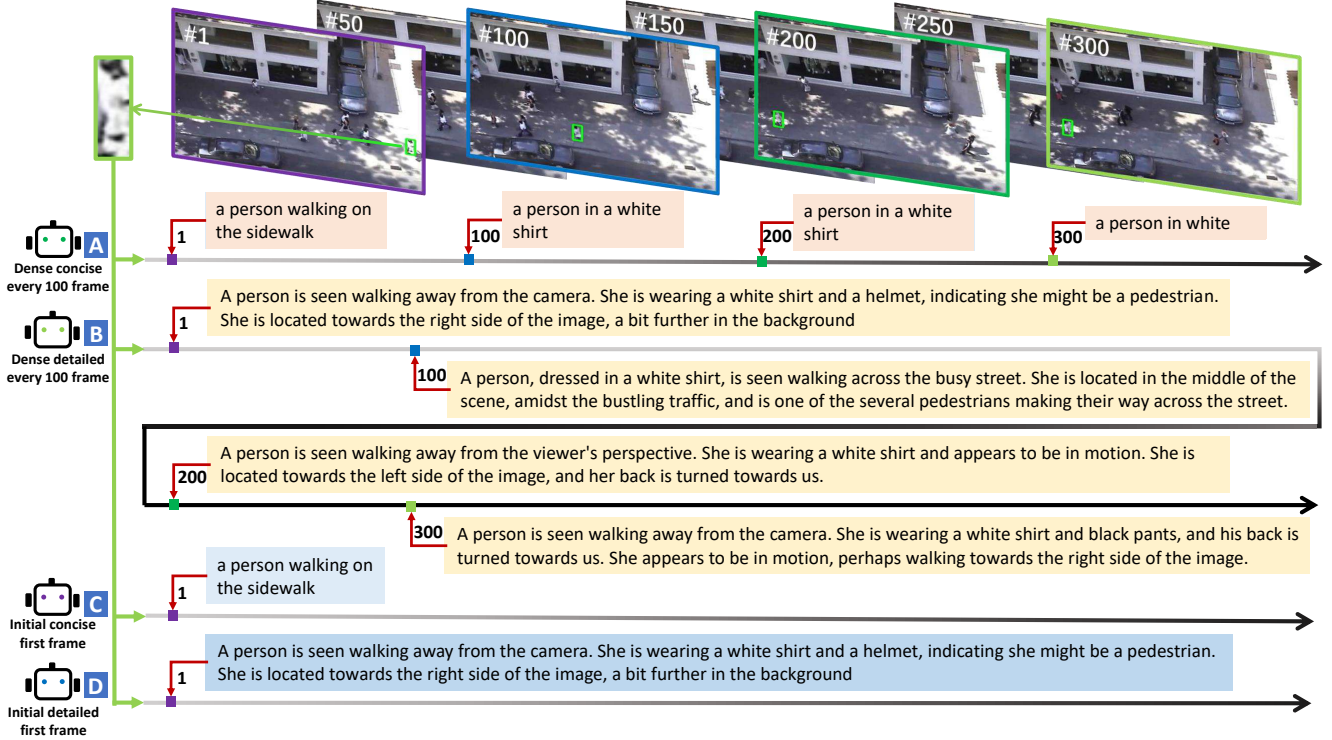 #1
#50
#100
#150
#200
#250
#300
A
Dense concise
every 100 frame
1
a person walking on
the sidewalk
100
a person in a white
shirt
200
a person in a white
shirt
300
a person in white
B
Dense detailed
every 100 frame
1
A person is seen walking away from the camera. She is wearing a white shirt and a helmet, indicating she might be a pedestrian.
She is located towards the right side of the image, a bit further in the background
100
A person, dressed in a white shirt, is seen walking across the busy street. She is located in the middle of the
scene, amidst the bustling traffic, and is one of the several pedestrians making their way across the street.
200
A person is seen walking away from the viewer's perspective. She is wearing a white shirt and appears to be in motion. She is
located towards the left side of the image, and her back is turned towards us.
300
A person is seen walking away from the camera. She is wearing a white shirt and black pants, and his back is
turned towards us. She appears to be in motion, perhaps walking towards the right side of the image.
C
Initial concise
first frame
1
a person walking on
the sidewalk
D
Initial detailed
first frame
1
A person is seen walking away from the camera. She is wearing a white shirt and a helmet, indicating she might be a pedestrian.
She is located towards the right side of the image, a bit further in the background